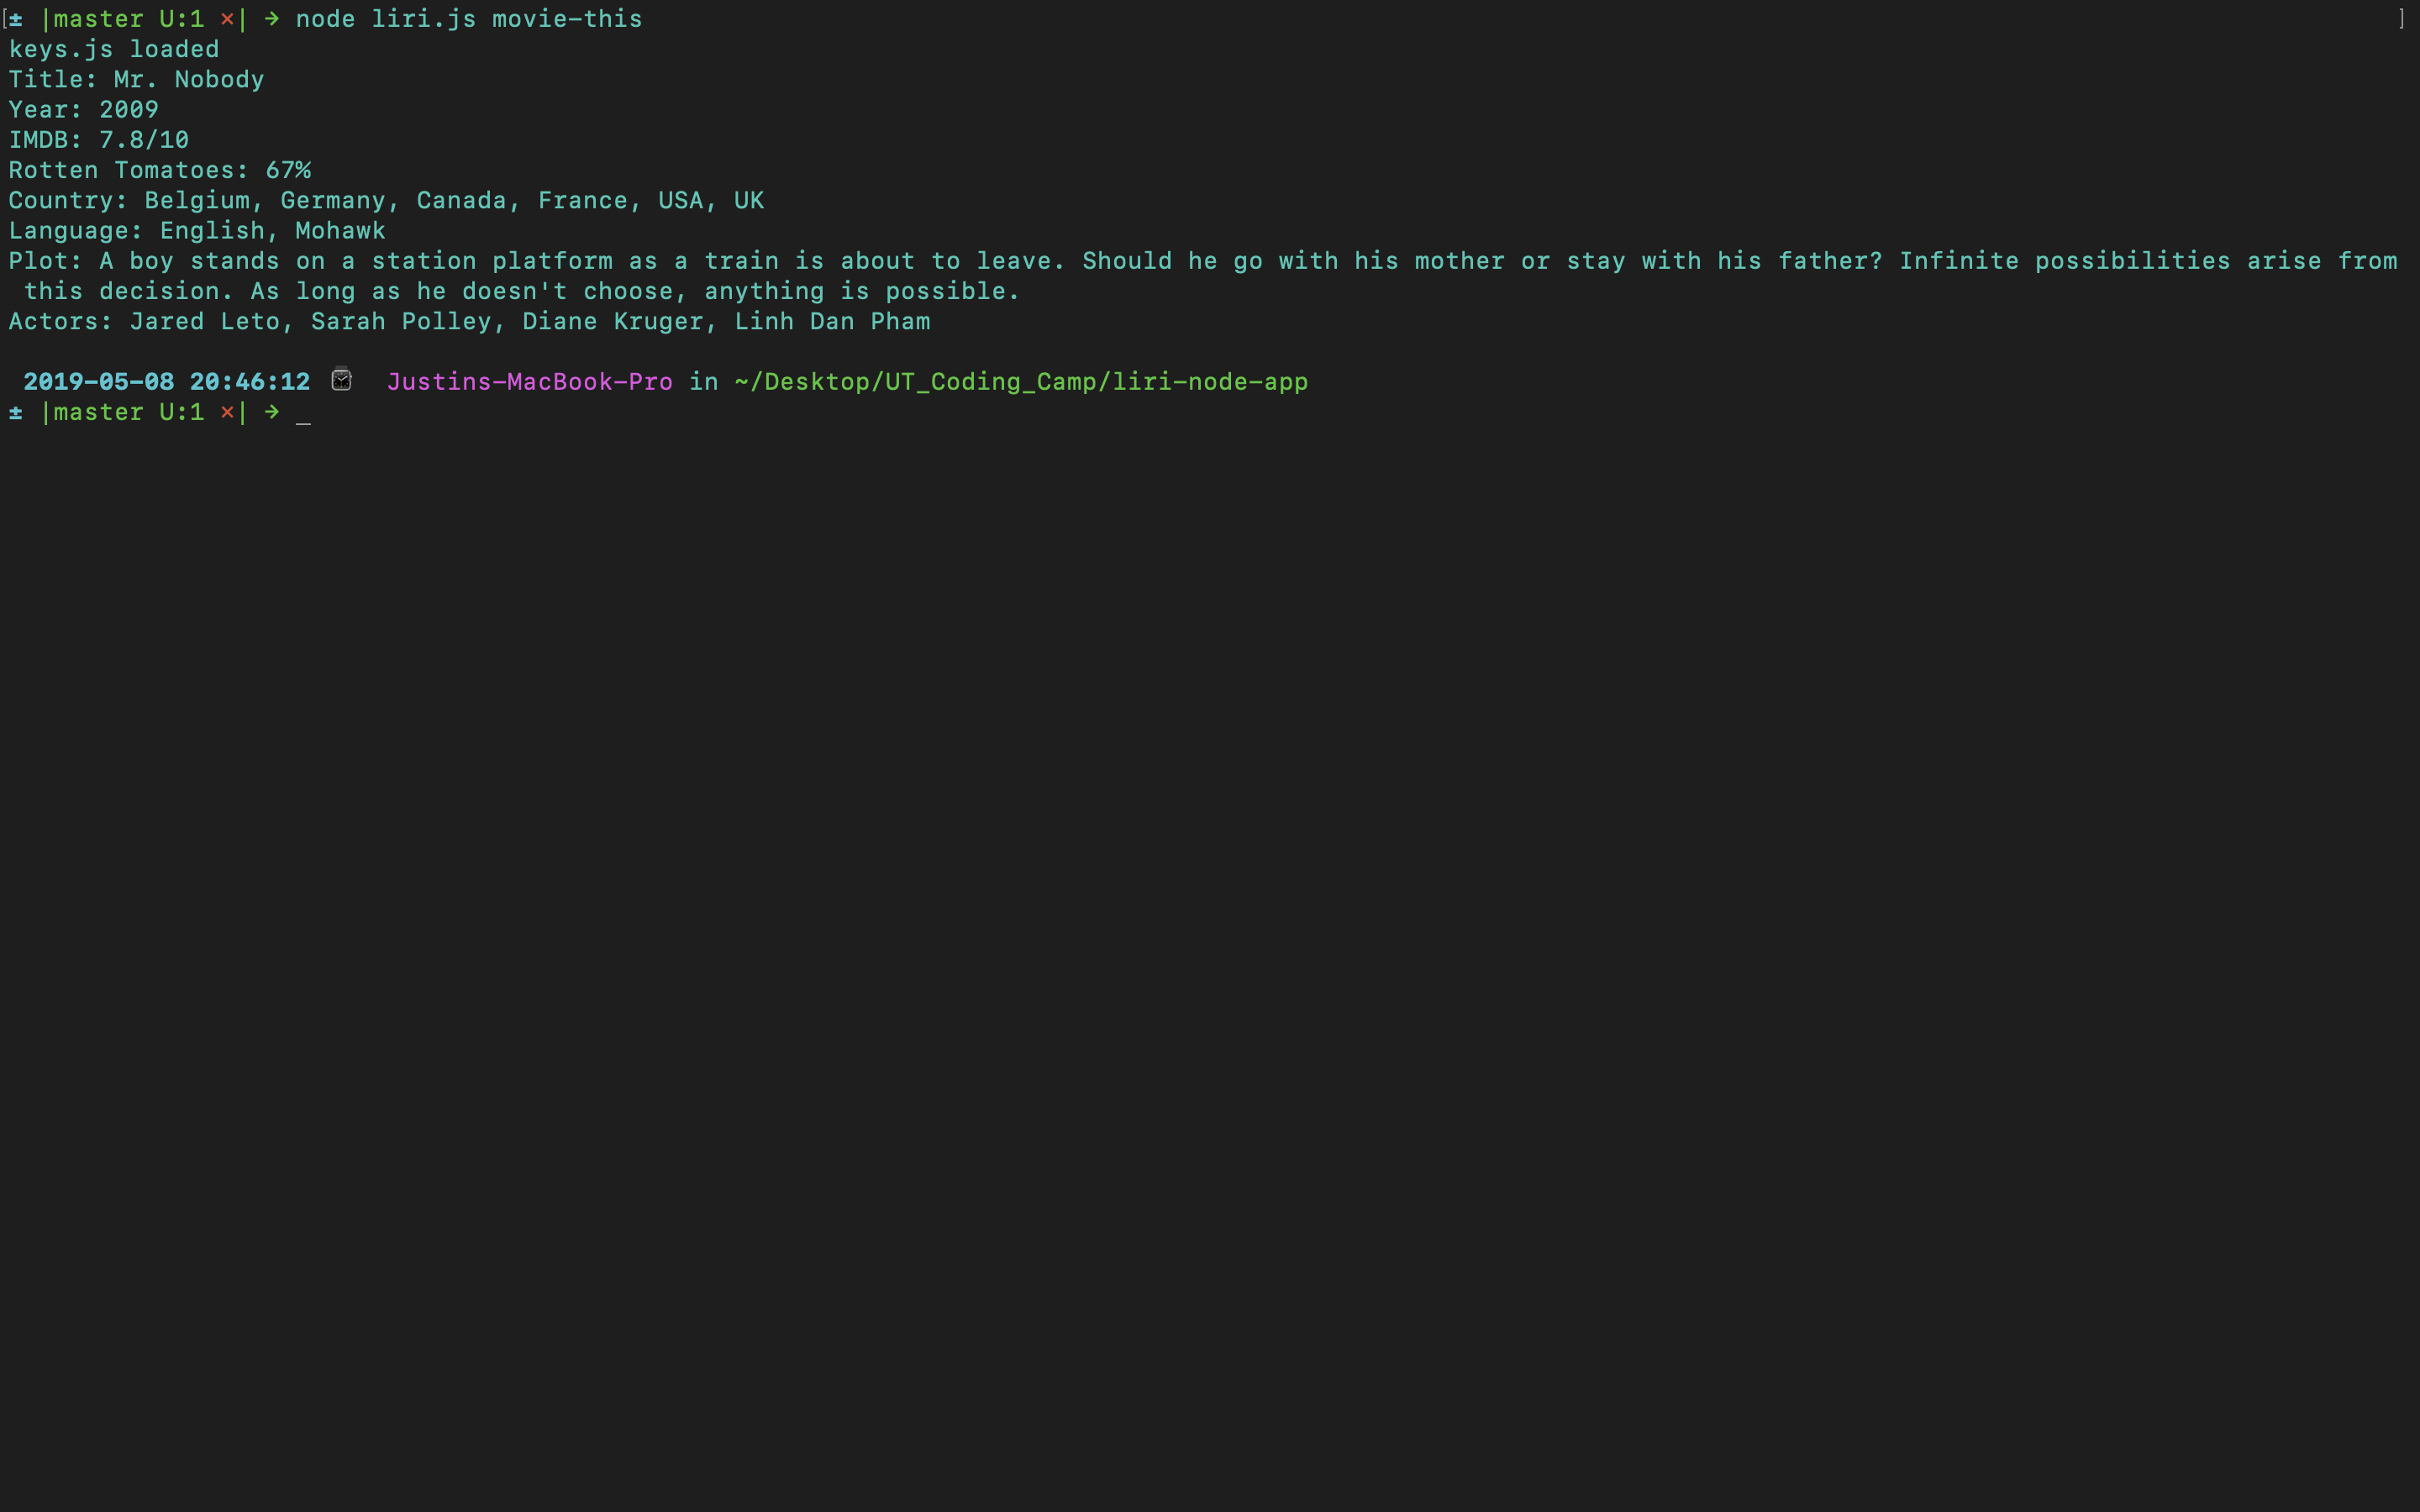 [± |master U:1 ✗| → node liri.js movie-this ]
keys.js loaded
Title: Mr. Nobody
Year: 2009
IMDB: 7.8/10
Rotten Tomatoes: 67%
Country: Belgium, Germany, Canada, France, USA, UK
Language: English, Mohawk
Plot: A boy stands on a station platform as a train is about to leave. Should he go with his mother or stay with his father? Infinite possibilities arise from
this decision. As long as he doesn't choose, anything is possible.
Actors: Jared Leto, Sarah Polley, Diane Kruger, Linh Dan Pham
2019-05-08 20:46:12 ⌚ Justins-MacBook-Pro in ~/Desktop/UT_Coding_Camp/liri-node-app
± |master U:1 ✗| → _